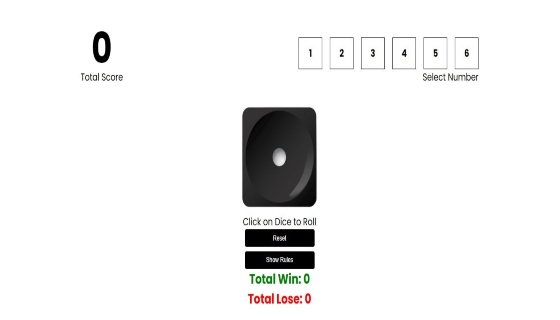 0
Total Score
1 2 3 4 5 6
Select Number
Click on Dice to Roll
Reset
Show Rules
Total Win: 0
Total Lose: 0